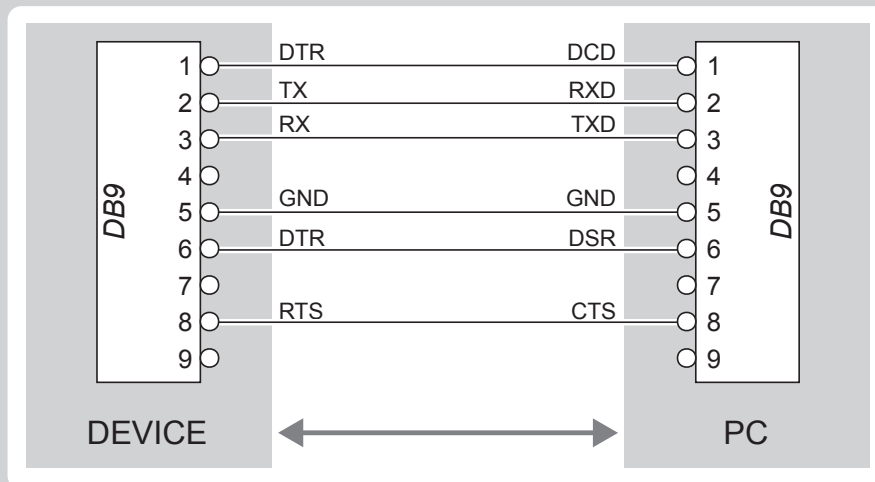 1 DTR DCD 1
2 TX RXD 2
3 RX TXD 3
4 4
5 GND GND 5
6 DTR DSR 6
7 7
8 RTS CTS 8
9 9
DB9 DB9
DEVICE PC